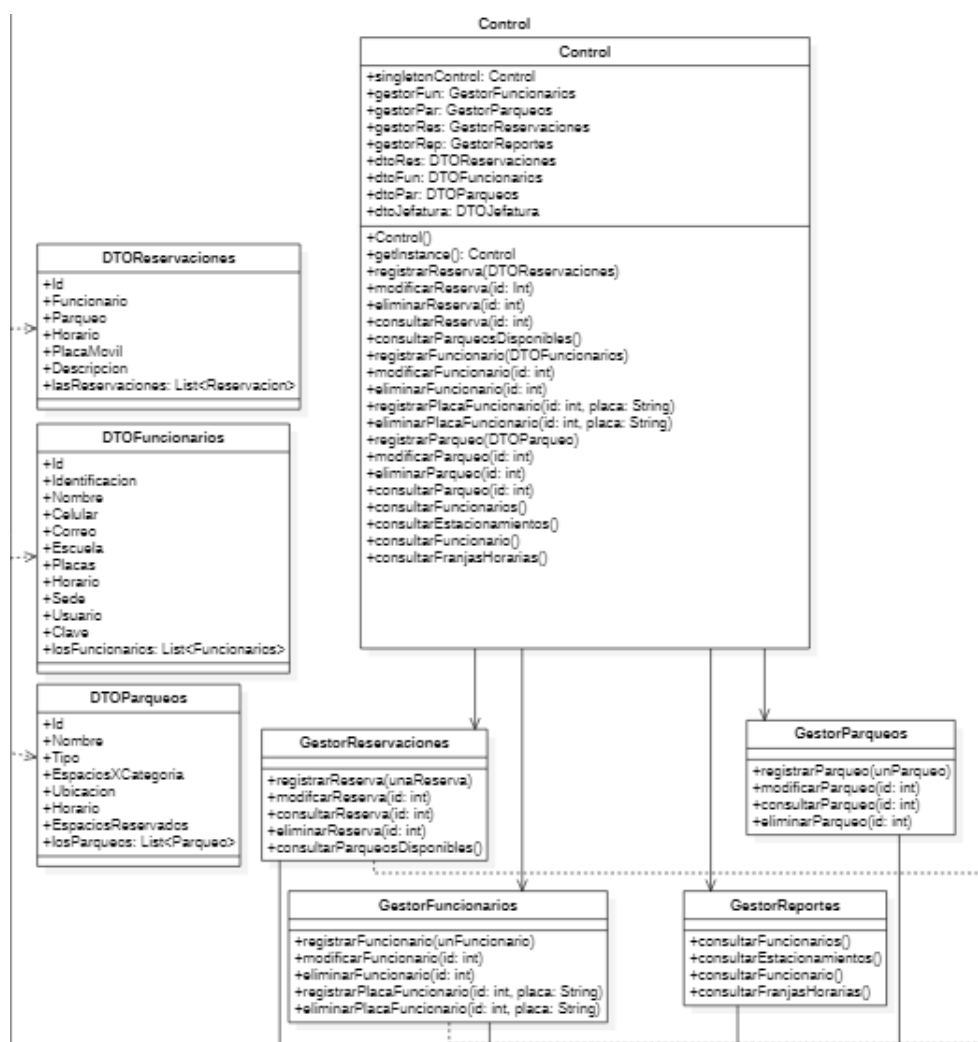 Control
Control
+singletonControl: Control
+gestorFun: GestorFuncionarios
+gestorPar: GestorParqueos
+gestorRes: GestorReservaciones
+gestorRep: GestorReportes
+dtoRes: DTOReservaciones
+dtoFun: DTOFuncionarios
+dtoPar: DTOParqueos
+dtoJefatura: DTOJefatura
+Control()
+getInstance(): Control
+registrarReserva(DTOReservaciones)
+modificarReserva(id: Int)
+eliminarReserva(id: int)
+consultarReserva(id: int)
+consultarParqueosDisponibles()
+registrarFuncionario(DTOFuncionarios)
+modificarFuncionario(id: int)
+eliminarFuncionario(id: int)
+registrarPlacaFuncionario(id: int, placa: String)
+eliminarPlacaFuncionario(id: int, placa: String)
+registrarParqueo(DTOParqueo)
+modificarParqueo(id: int)
+eliminarParqueo(id: int)
+consultarParqueo(id: int)
+consultarFuncionarios()
+consultarEstacionamientos()
+consultarFuncionario()
+consultarFranjasHorarias()
DTOReservaciones
+Id
+Funcionario
+Parqueo
+Horario
+PlacaMovil
+Descripcion
+lasReservaciones: List<Reservacion>
DTOFuncionarios
+Id
+Identificacion
+Nombre
+Celular
+Correo
+Escuela
+Placas
+Horario
+Sede
+Usuario
+Clave
+losFuncionarios: List<Funcionarios>
DTOParqueos
+Id
+Nombre
+Tipo
+EspaciosXCategoria
+Ubicacion
+Horario
+EspaciosReservados
+losParqueos: List<Parqueo>
GestorReservaciones
+registrarReserva(unaReserva)
+modifcarReserva(id: int)
+consultarReserva(id: int)
+eliminarReserva(id: int)
+consultarParqueosDisponibles()
GestorParqueos
+registrarParqueo(unParqueo)
+modificarParqueo(id: int)
+consultarParqueo(id: int)
+eliminarParqueo(id: int)
GestorFuncionarios
+registrarFuncionario(unFuncionario)
+modificarFuncionario(id: int)
+eliminarFuncionario(id: int)
+registrarPlacaFuncionario(id: int, placa: String)
+eliminarPlacaFuncionario(id: int, placa: String)
GestorReportes
+consultarFuncionarios()
+consultarEstacionamientos()
+consultarFuncionario()
+consultarFranjasHorarias()